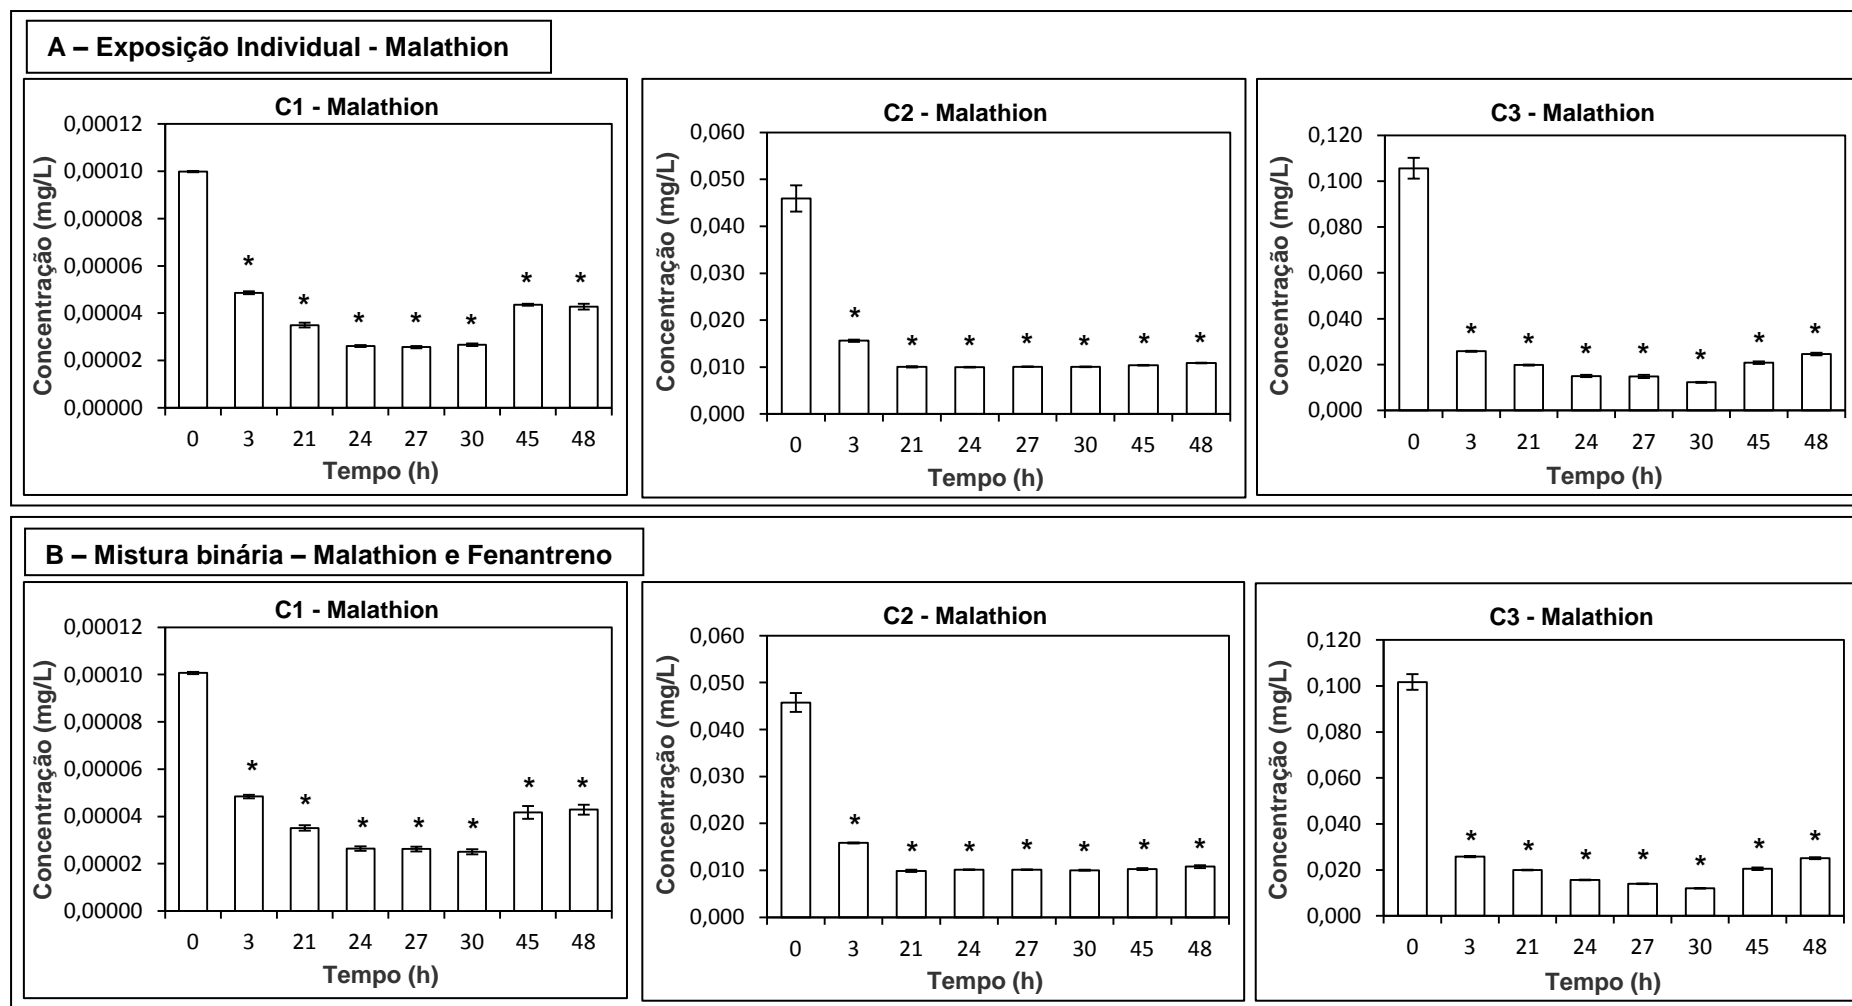 A – Exposição Individual - Malathion
C1 - Malathion
Concentração (mg/L)
0,00012
0,00010
0,00008
0,00006
0,00004
0,00002
0,00000
* * * * * * *
0 3 21 24 27 30 45 48
Tempo (h)
C2 - Malathion
Concentração (mg/L)
0,060
0,050
0,040
0,030
0,020
0,010
0,000
* * * * * * *
0 3 21 24 27 30 45 48
Tempo (h)
C3 - Malathion
Concentração (mg/L)
0,120
0,100
0,080
0,060
0,040
0,020
0,000
* * * * * * *
0 3 21 24 27 30 45 48
Tempo (h)
B – Mistura binária – Malathion e Fenantreno
C1 - Malathion
Concentração (mg/L)
0,00012
0,00010
0,00008
0,00006
0,00004
0,00002
0,00000
* * * * * * *
0 3 21 24 27 30 45 48
Tempo (h)
C2 - Malathion
Concentração (mg/L)
0,060
0,050
0,040
0,030
0,020
0,010
0,000
* * * * * * *
0 3 21 24 27 30 45 48
Tempo (h)
C3 - Malathion
Concentração (mg/L)
0,120
0,100
0,080
0,060
0,040
0,020
0,000
* * * * * * *
0 3 21 24 27 30 45 48
Tempo (h)